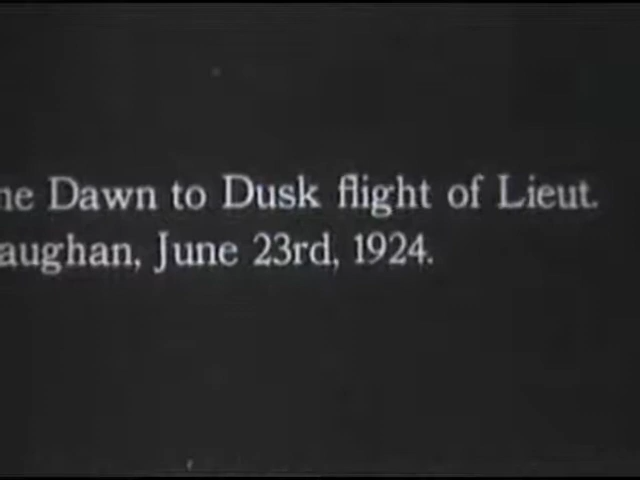 he Dawn to Dusk flight of Lieut.
aughan, June 23rd, 1924.